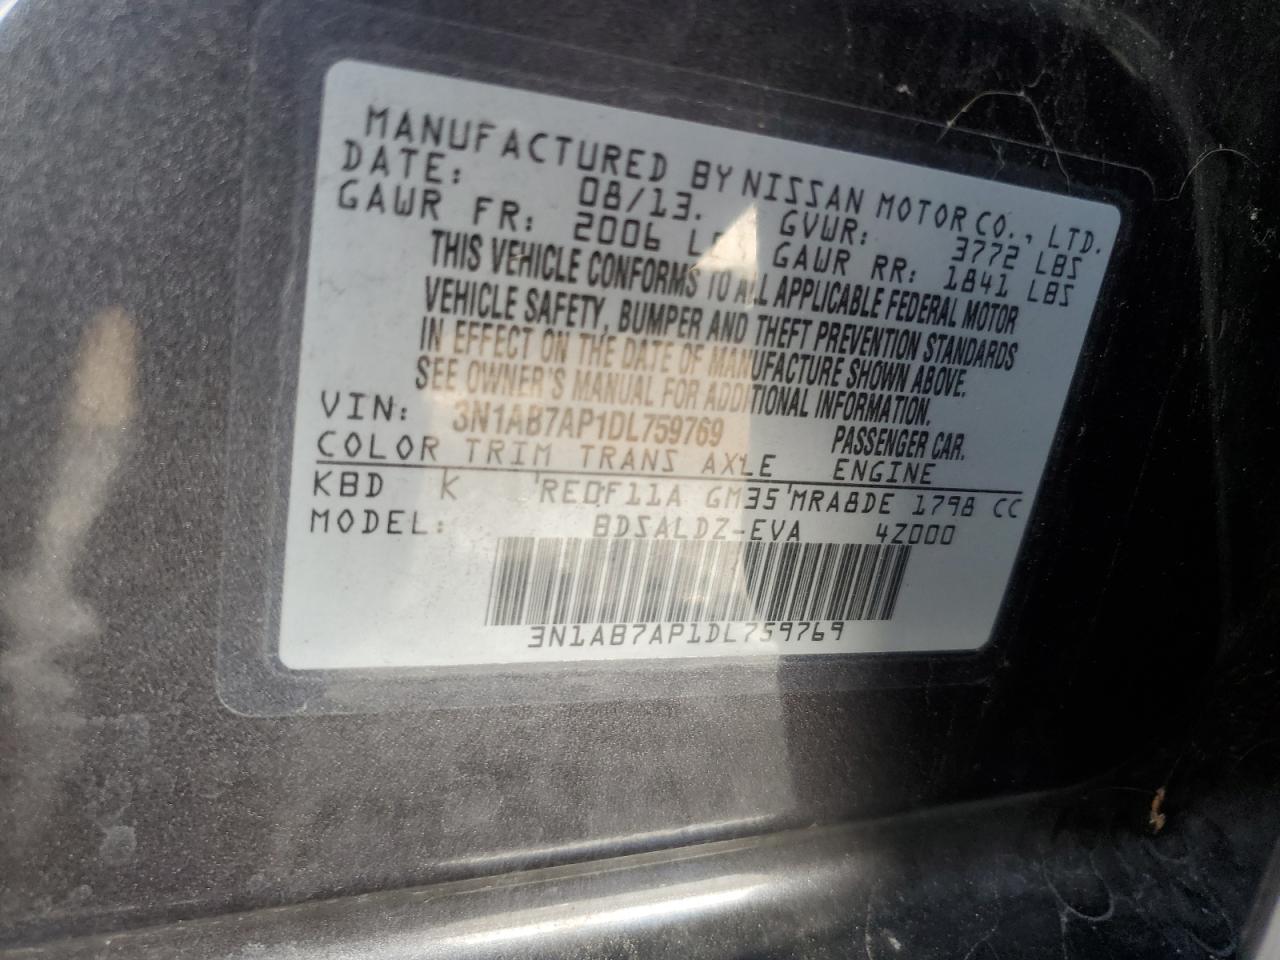 MANUFACTURED BY NISSAN MOTOR CO., LTD.
DATE: 08/13. GVWR: 3772 LBS
GAWR FR: 2006 GAWR RR: 1841 LBS
THIS VEHICLE CONFORMS TO ALL APPLICABLE FEDERAL MOTOR
VEHICLE SAFETY, BUMPER AND THEFT PREVENTION STANDARDS
IN EFFECT ON THE DATE OF MANUFACTURE SHOWN ABOVE.
SEE OWNER'S MANUAL FOR ADDITIONAL INFORMATION.
VIN: 3N1AB7AP1DL759769 PASSENGER CAR.
COLOR TRIM TRANS AXLE ENGINE
KBD K RE0F11A GM35 MRA8DE 1798 CC
MODEL: BDSALDZ-EVA 4Z000
3N1AB7AP1DL759769